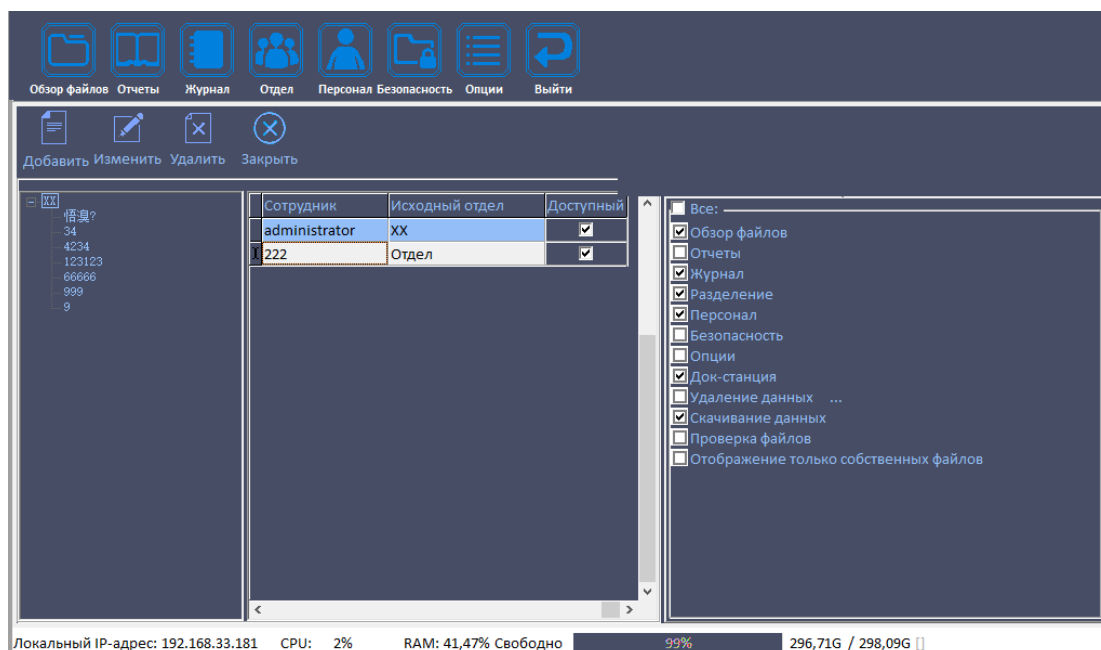 Обзор файлов Отчеты Журнал Отдел Персонал Безопасность Опции Выйти
Добавить Изменить Удалить Закрыть
XX
悟澊?
34
4234
123123
66666
999
9
Сотрудник Исходный отдел Доступный
administrator XX
222 Отдел
Все:
Обзор файлов
Отчеты
Журнал
Разделение
Персонал
Безопасность
Опции
Док-станция
Удаление данных ...
Скачивание данных
Проверка файлов
Отображение только собственных файлов
Локальный IP-адрес: 192.168.33.181 CPU: 2% RAM: 41,47% Свободно 99% 296,71G / 298,09G []